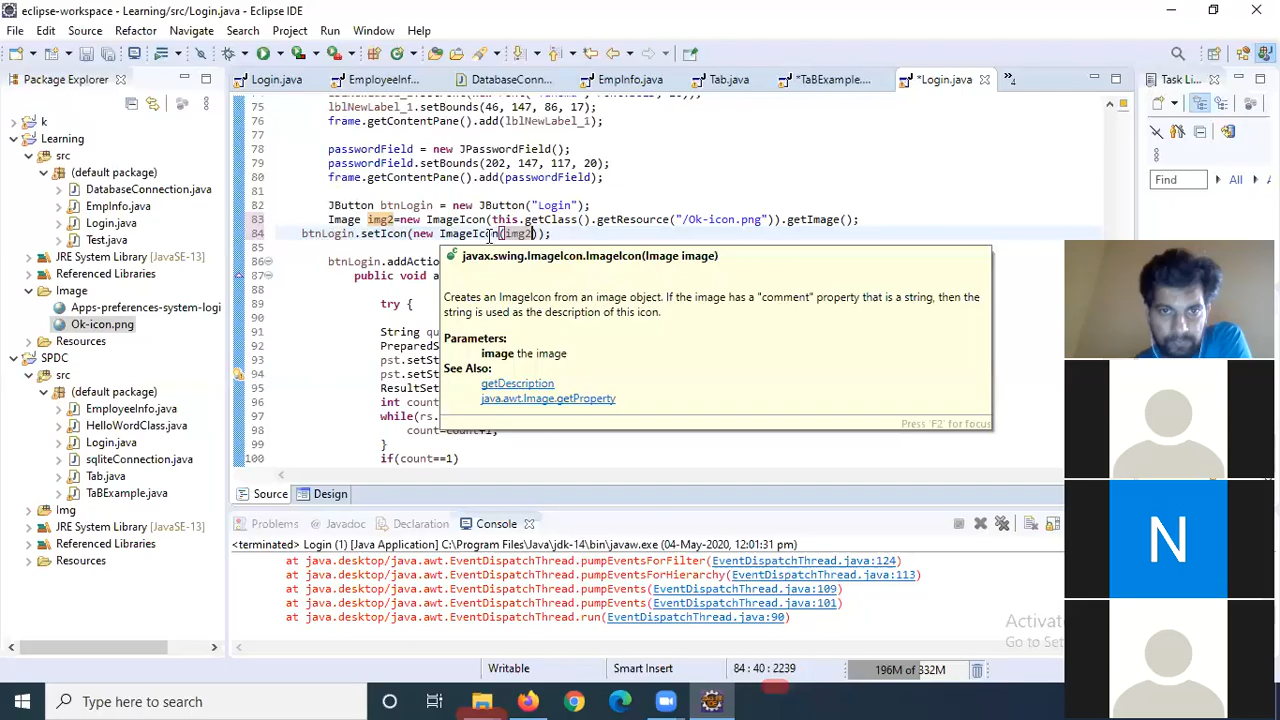 eclipse-workspace - Learning/src/Login.java - Eclipse IDE
File Edit Source Refactor Navigate Search Project Run Window Help
Package Explorer
Login.java EmployeeInf... DatabaseConn... EmpInfo.java Tab.java *TaBExample.... *Login.java 4
Task Li...
k
Learning
src
(default package)
DatabaseConnection.java
EmpInfo.java
Login.java
Test.java
JRE System Library [JavaSE-13]
Referenced Libraries
Image
Apps-preferences-system-logi
Ok-icon.png
Resources
SPDC
src
(default package)
EmployeeInfo.java
HelloWordClass.java
Login.java
sqliteConnection.java
Tab.java
TaBExample.java
Img
JRE System Library [JavaSE-13]
Referenced Libraries
Resources
75 lblNewLabel_1.setBounds(46, 147, 86, 17);
76 frame.getContentPane().add(lblNewLabel_1);
77
78 passwordField = new JPasswordField();
79 passwordField.setBounds(202, 147, 117, 20);
80 frame.getContentPane().add(passwordField);
81
82 JButton btnLogin = new JButton("Login");
83 Image img2=new ImageIcon(this.getClass().getResource("/Ok-icon.png")).getImage();
84 btnLogin.setIcon(new ImageIcon(img2));
85
86 btnLogin.addActio
87 public void a
88
89 try {
90
91 String qu
92 PreparedS
93 pst.setSt
94 pst.setSt
95 ResultSet
96 int count
97 while(rs.
98 count=count+1;
99 }
100 if(count==1)
javax.swing.ImageIcon.ImageIcon(Image image)
Creates an ImageIcon from an image object. If the image has a "comment" property that is a string, then the
string is used as the description of this icon.
Parameters:
image the image
See Also:
getDescription
java.awt.Image.getProperty
Press 'F2' for focus
Find All
Source Design
Problems Javadoc Declaration Console
<terminated> Login (1) [Java Application] C:\Program Files\Java\jdk-14\bin\javaw.exe (04-May-2020, 12:01:31 pm)
at java.desktop/java.awt.EventDispatchThread.pumpEventsForFilter(EventDispatchThread.java:124)
at java.desktop/java.awt.EventDispatchThread.pumpEventsForHierarchy(EventDispatchThread.java:113)
at java.desktop/java.awt.EventDispatchThread.pumpEvents(EventDispatchThread.java:109)
at java.desktop/java.awt.EventDispatchThread.pumpEvents(EventDispatchThread.java:101)
at java.desktop/java.awt.EventDispatchThread.run(EventDispatchThread.java:90)
Activat
Go to Set
N
Writable Smart Insert 84 : 40 : 2239 196M of 332M
Type here to search